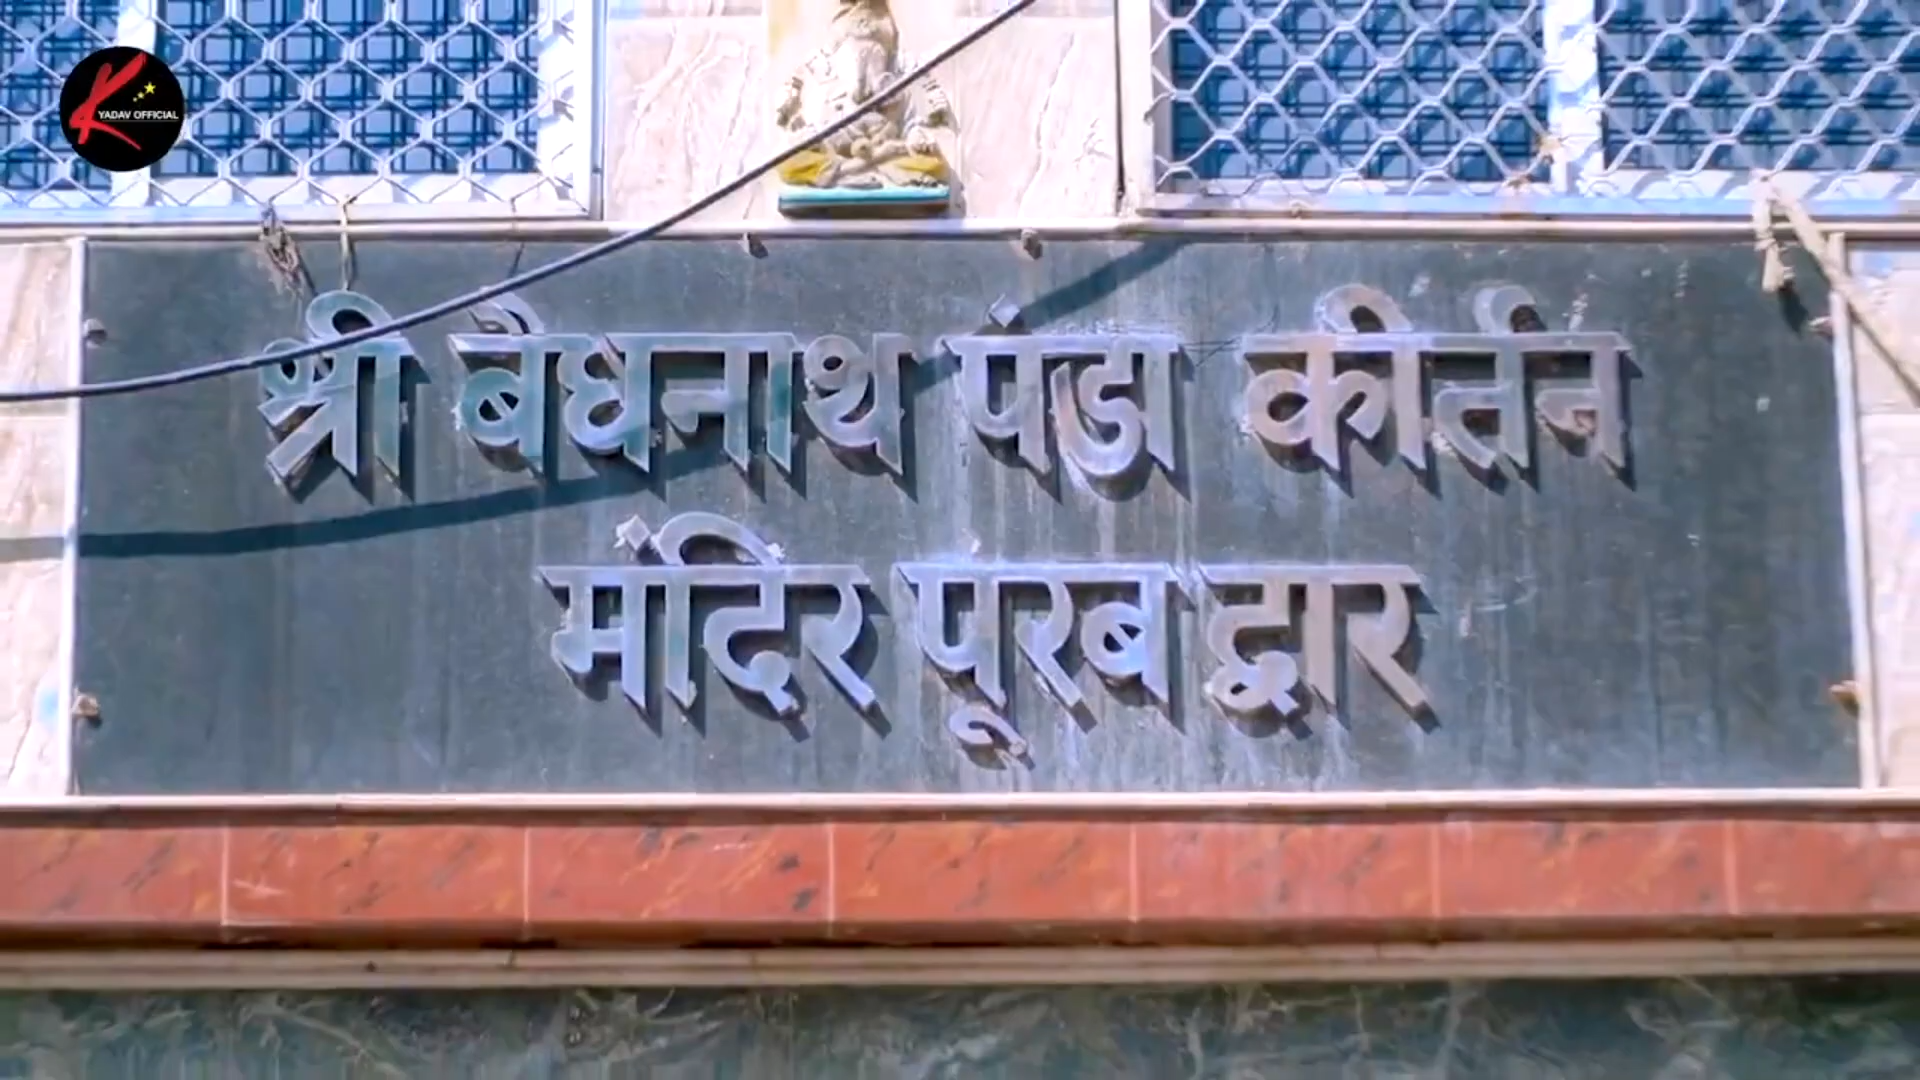 K
YADAV OFFICIAL
श्री बैधनाथ पंडा कीर्तन
मंदिर पूरब द्वार